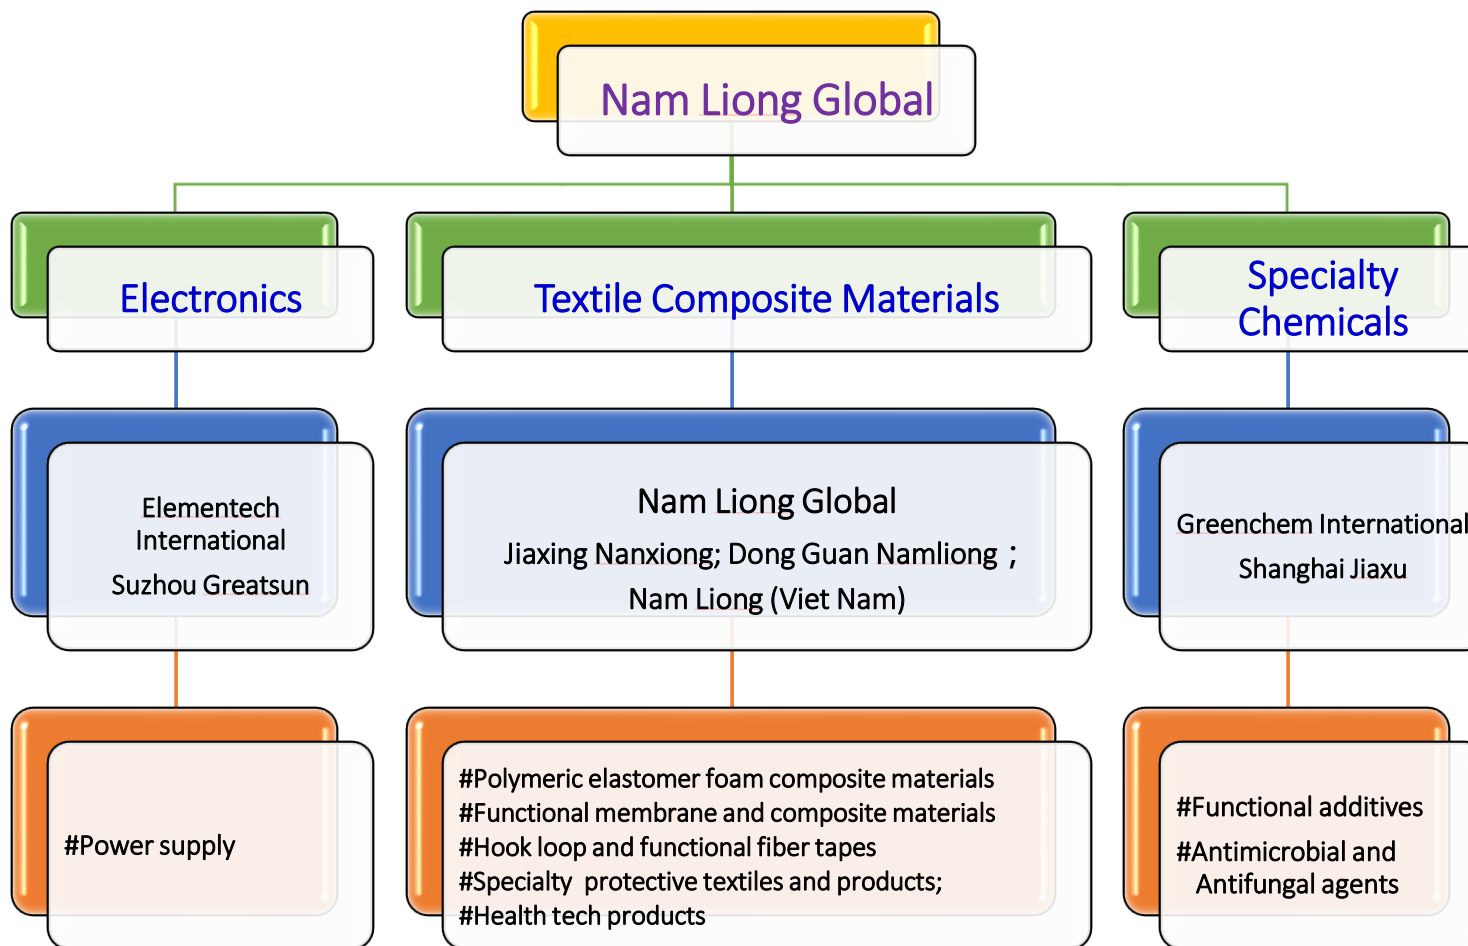 Nam Liong Global
Electronics
Textile Composite Materials
Specialty
Chemicals
Elementech
International
Suzhou Greatsun
Nam Liong Global
Jiaxing Nanxiong; Dong Guan Namliong；
Nam Liong (Viet Nam)
Greenchem International
Shanghai Jiaxu
#Power supply
#Polymeric elastomer foam composite materials
#Functional membrane and composite materials
#Hook loop and functional fiber tapes
#Specialty  protective textiles and products;
#Health tech products
#Functional additives
#Antimicrobial and
Antifungal agents